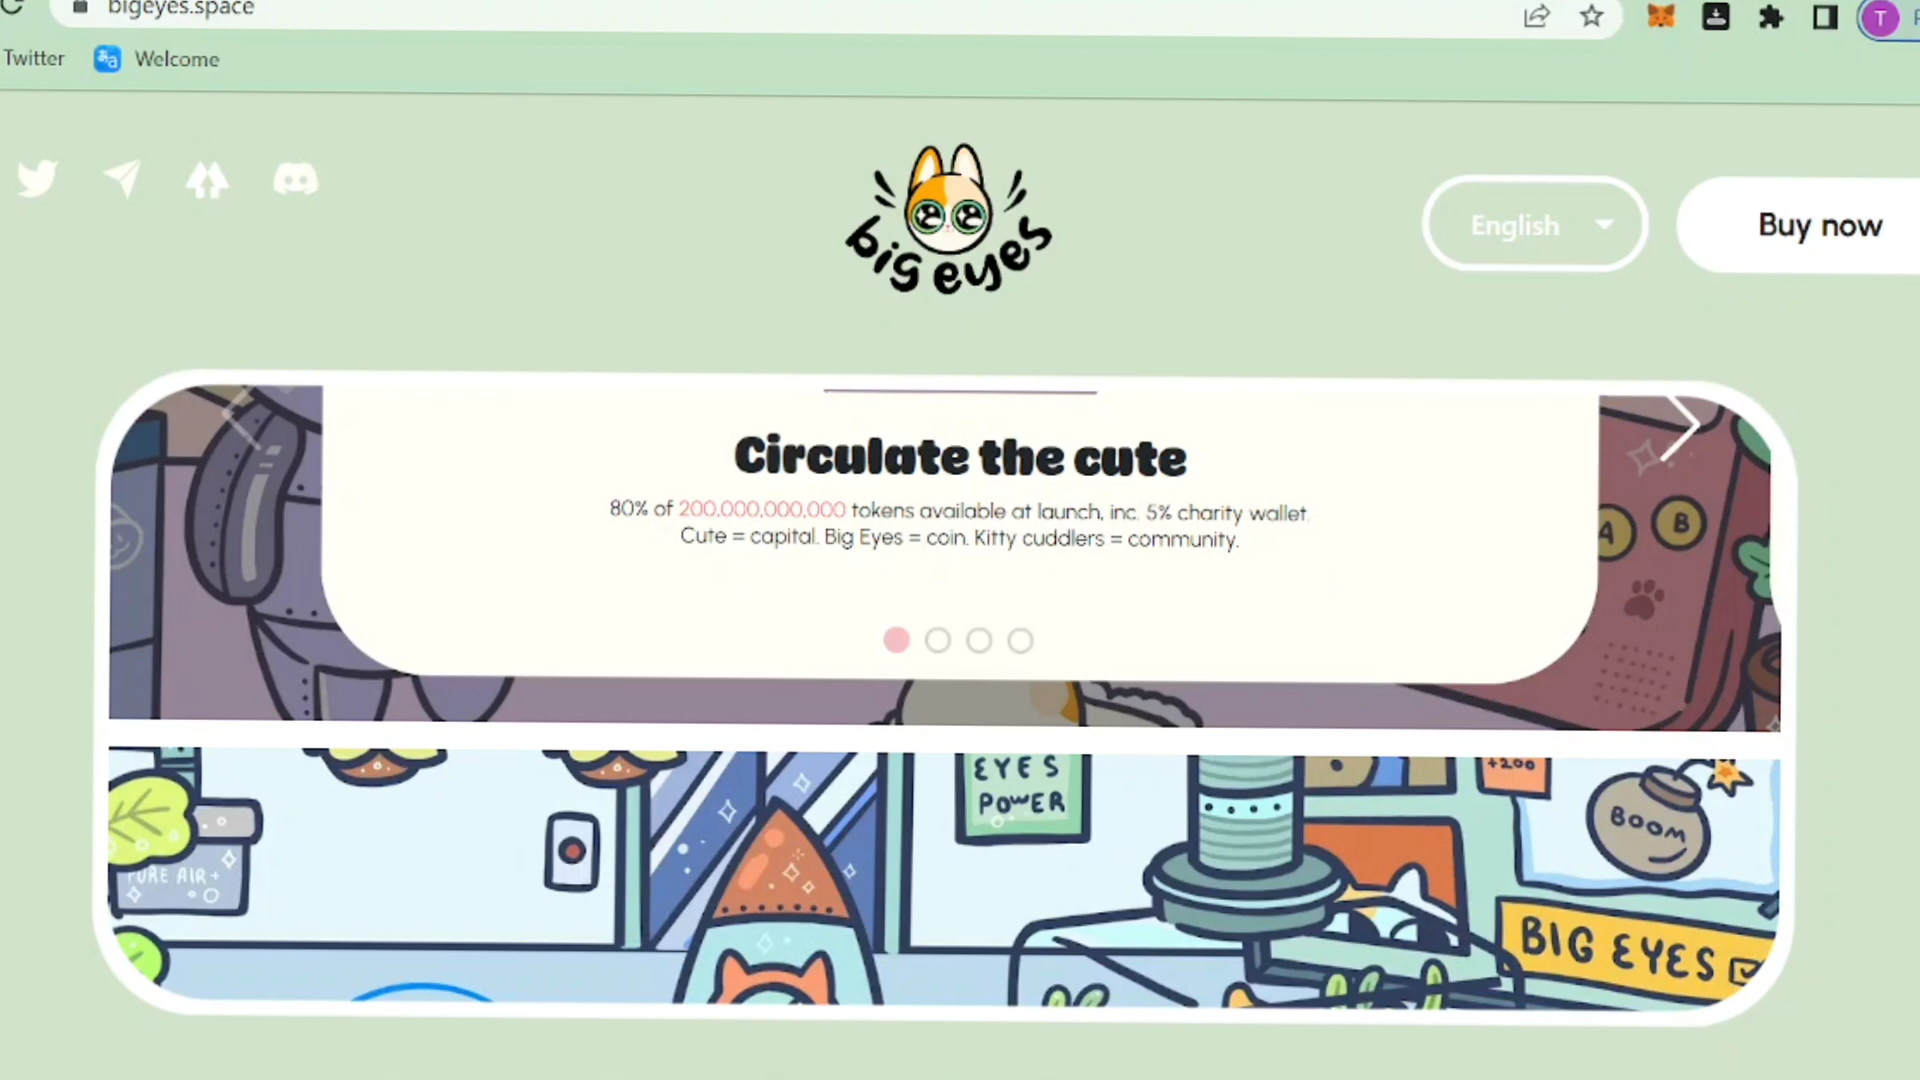 bigeyes.space
T
Twitter
Welcome
big eyes
English
Buy now
Circulate the cute
80% of 200,000,000,000 tokens available at launch, inc. 5% charity wallet.
Cute = capital. Big Eyes = coin. Kitty cuddlers = community.
A B
EYES
POWER
+200
BOOM
PURE AIR+
BIG EYES